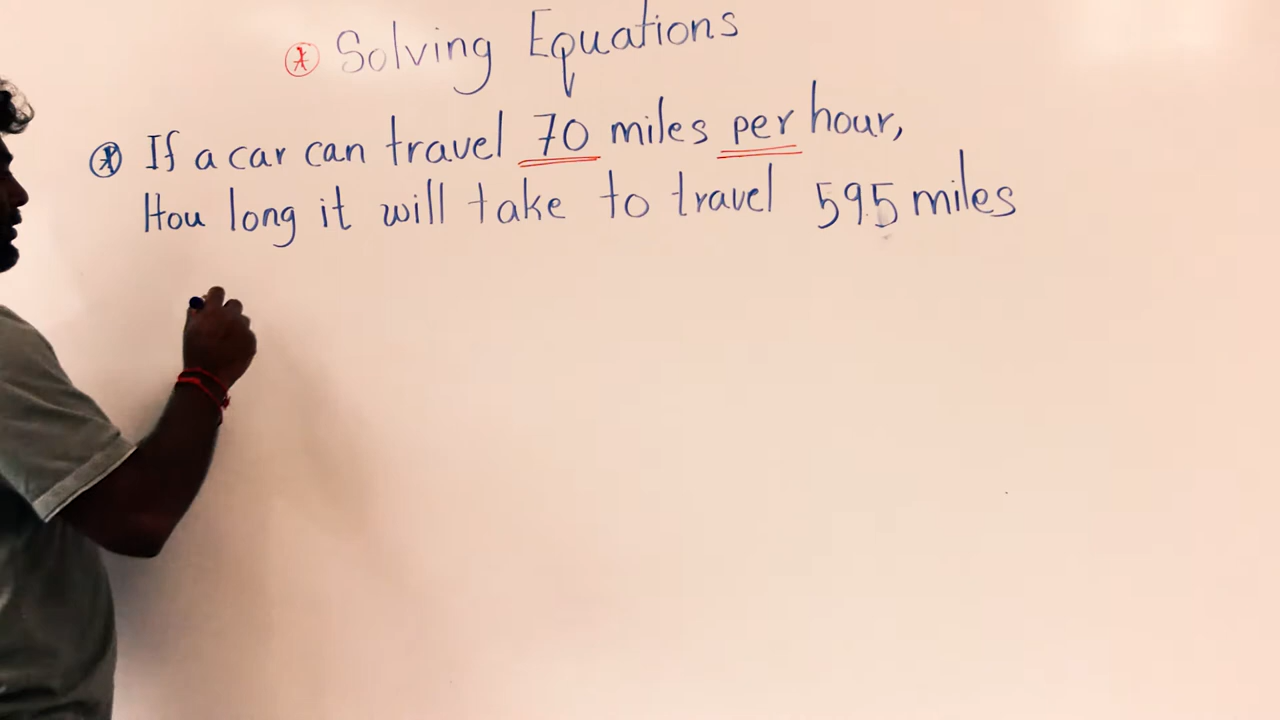 Solving Equations
If a car can travel 70 miles per hour,
Hou long it will take to travel 595 miles